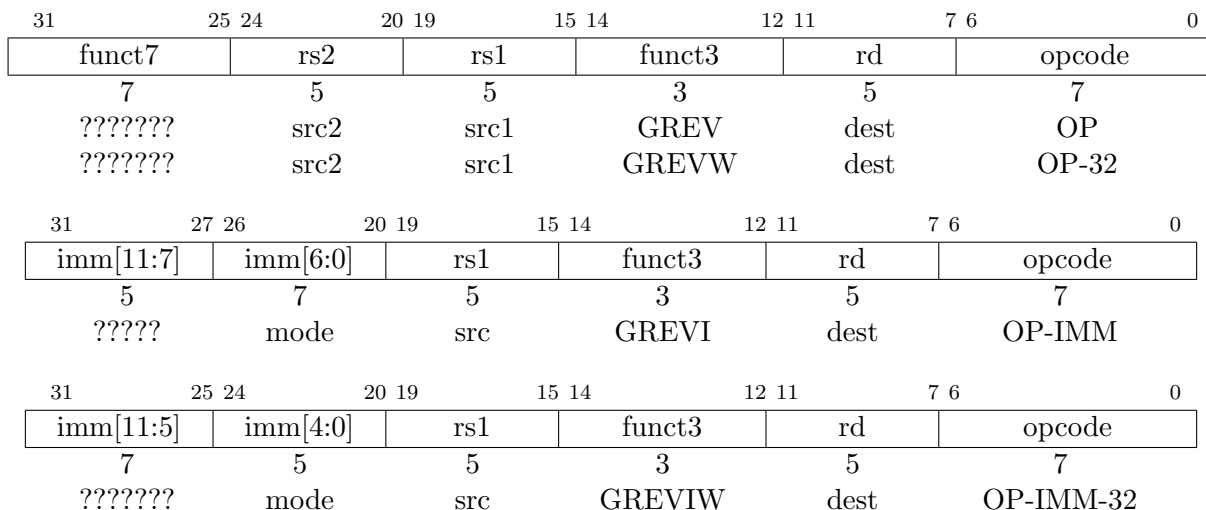 31 25 24 20 19 15 14 12 11 7 6 0
funct7 rs2 rs1 funct3 rd opcode
7 5 5 3 5 7
??????? src2 src1 GREV dest OP
??????? src2 src1 GREVW dest OP-32
31 27 26 20 19 15 14 12 11 7 6 0
imm[11:7] imm[6:0] rs1 funct3 rd opcode
5 7 5 3 5 7
????? mode src GREVI dest OP-IMM
31 25 24 20 19 15 14 12 11 7 6 0
imm[11:5] imm[4:0] rs1 funct3 rd opcode
7 5 5 3 5 7
??????? mode src GREVIW dest OP-IMM-32